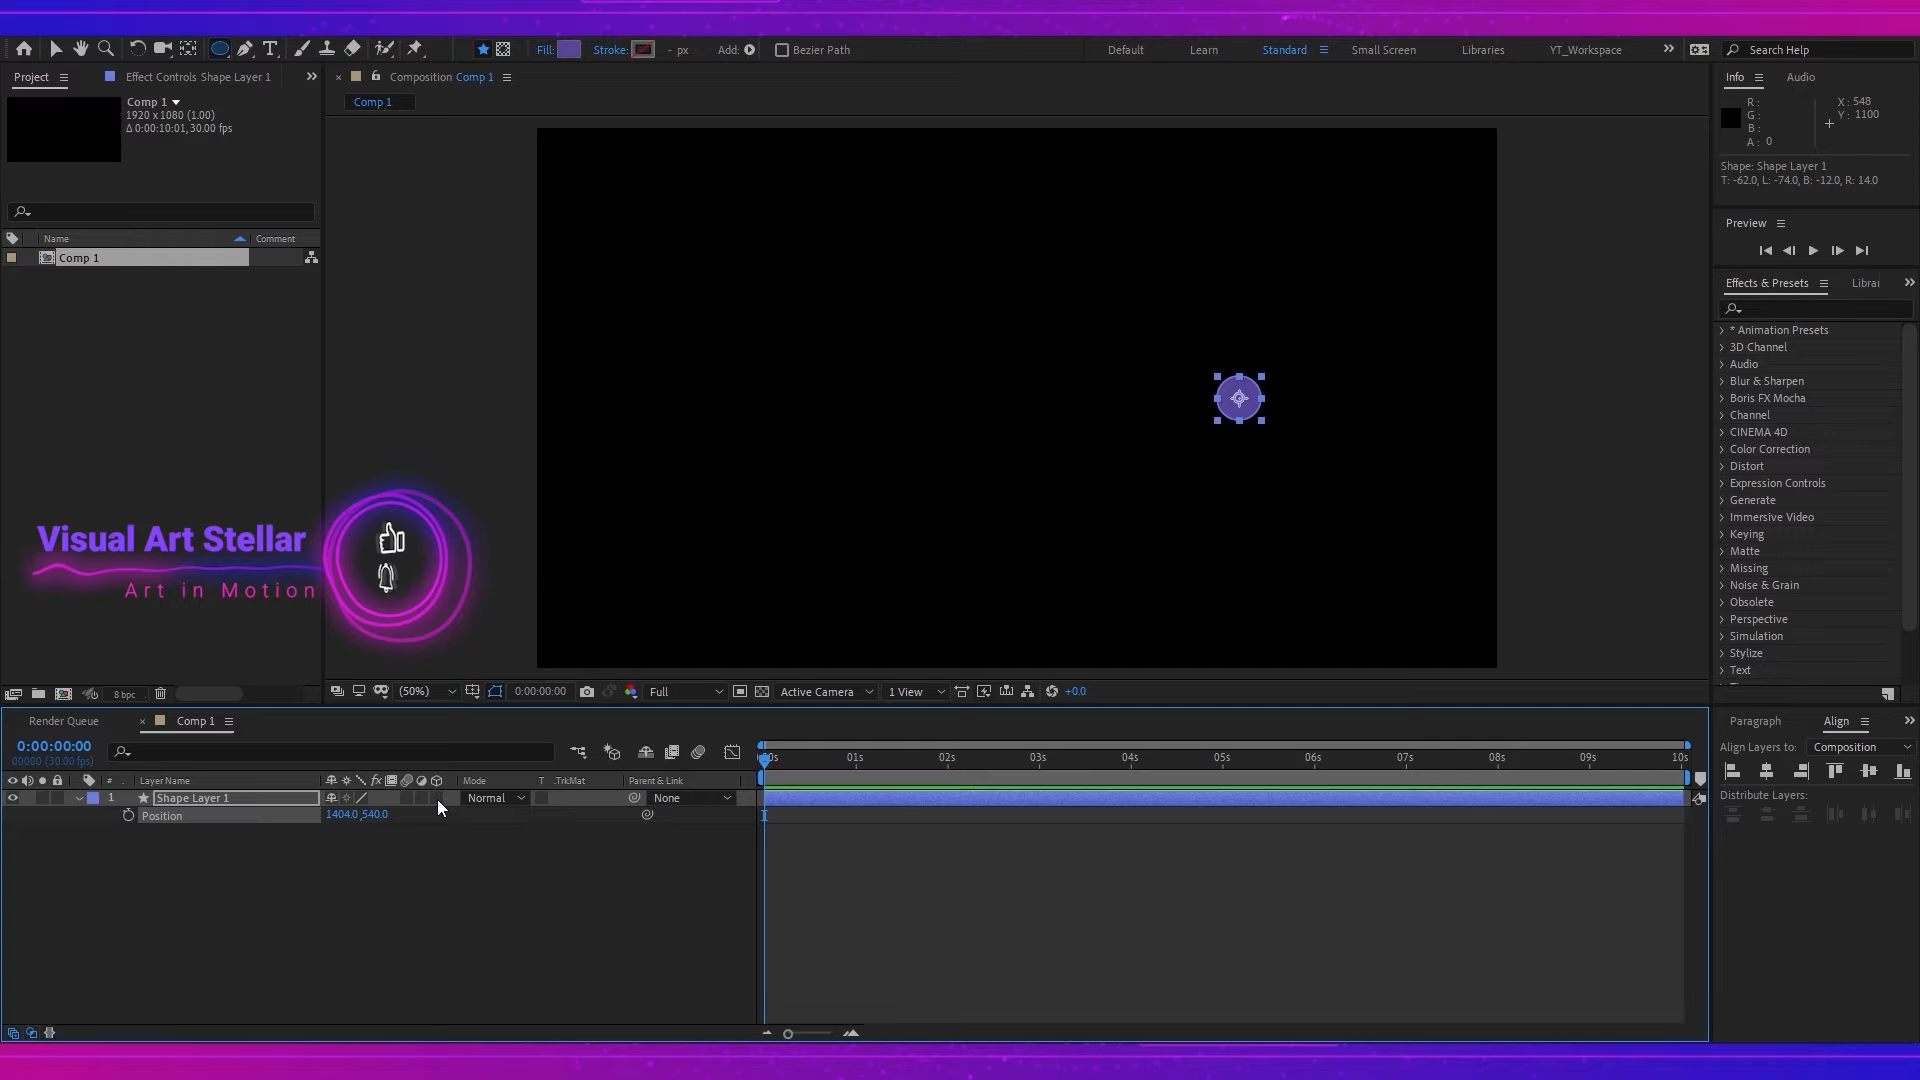 Fill:
Stroke:
- px
Add:
Bezier Path
Default
Learn
Standard
Small Screen
Libraries
YT_Workspace
Search Help
Project
Effect Controls Shape Layer 1
Composition Comp 1
Info
Audio
Comp 1
1920 x 1080 (1.00)
Δ 0:00:10:01, 30.00 fps
Comp 1
R :
G :
B :
A : 0
X : 548
Y : 1100
Shape: Shape Layer 1
T: -62.0, L: -74.0, B: -12.0, R: 14.0
Name
Comment
Comp 1
Preview
Effects & Presets
Librai
* Animation Presets
3D Channel
Audio
Blur & Sharpen
Boris FX Mocha
Channel
CINEMA 4D
Color Correction
Distort
Expression Controls
Generate
Immersive Video
Keying
Matte
Missing
Noise & Grain
Obsolete
Perspective
Simulation
Stylize
Text
Visual Art Stellar
Art in Motion
8 bpc
(50%)
0:00:00:00
Full
Active Camera
1 View
+0.0
Render Queue
Comp 1
Paragraph
Align
0:00:00:00
00000 (30.00 fps)
Align Layers to:
Composition
:00s
01s
02s
03s
04s
05s
06s
07s
08s
09s
10s
#
Layer Name
fx
Mode
T
.TrkMat
Parent & Link
1
Shape Layer 1
Normal
None
Distribute Layers:
Position
1404.0,540.0